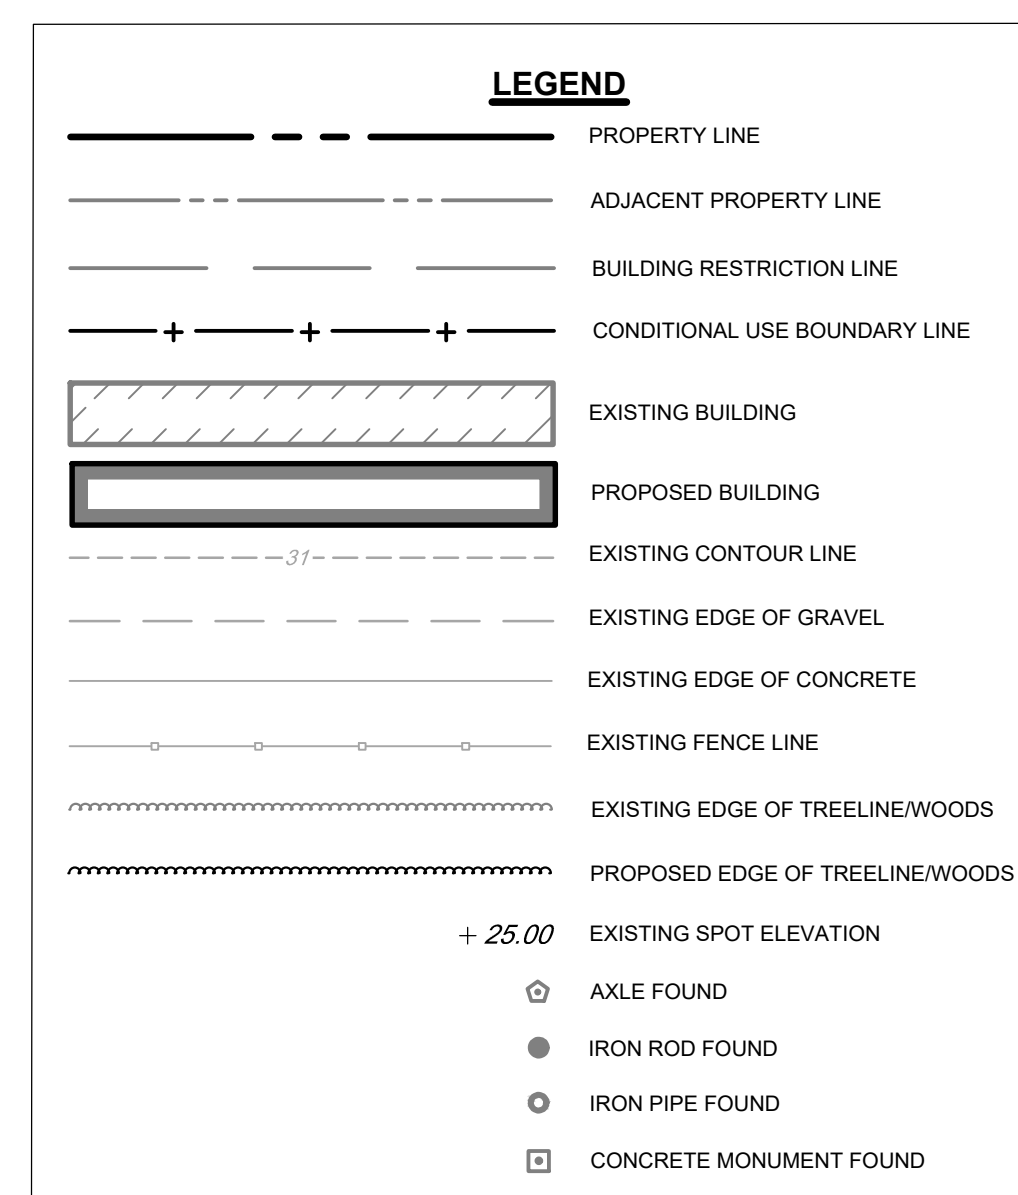 LEGEND
PROPERTY LINE
ADJACENT PROPERTY LINE
BUILDING RESTRICTION LINE
CONDITIONAL USE BOUNDARY LINE
EXISTING BUILDING
PROPOSED BUILDING
31 EXISTING CONTOUR LINE
EXISTING EDGE OF GRAVEL
EXISTING EDGE OF CONCRETE
EXISTING FENCE LINE
EXISTING EDGE OF TREELINE/WOODS
PROPOSED EDGE OF TREELINE/WOODS
+ 25.00 EXISTING SPOT ELEVATION
AXLE FOUND
IRON ROD FOUND
IRON PIPE FOUND
CONCRETE MONUMENT FOUND